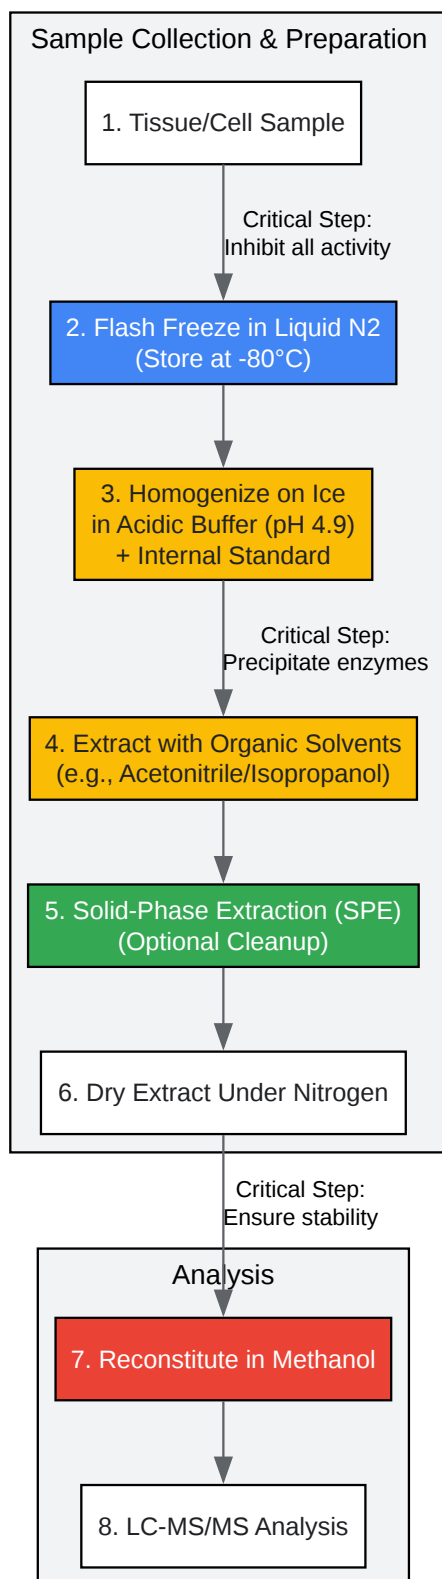 Sample Collection & Preparation
1. Tissue/Cell Sample
Critical Step:
Inhibit all activity
2. Flash Freeze in Liquid N2
(Store at -80°C)
3. Homogenize on Ice
in Acidic Buffer (pH 4.9)
+ Internal Standard
Critical Step:
Precipitate enzymes
4. Extract with Organic Solvents
(e.g., Acetonitrile/Isopropanol)
5. Solid-Phase Extraction (SPE)
(Optional Cleanup)
6. Dry Extract Under Nitrogen
Critical Step:
Ensure stability
Analysis
7. Reconstitute in Methanol
8. LC-MS/MS Analysis